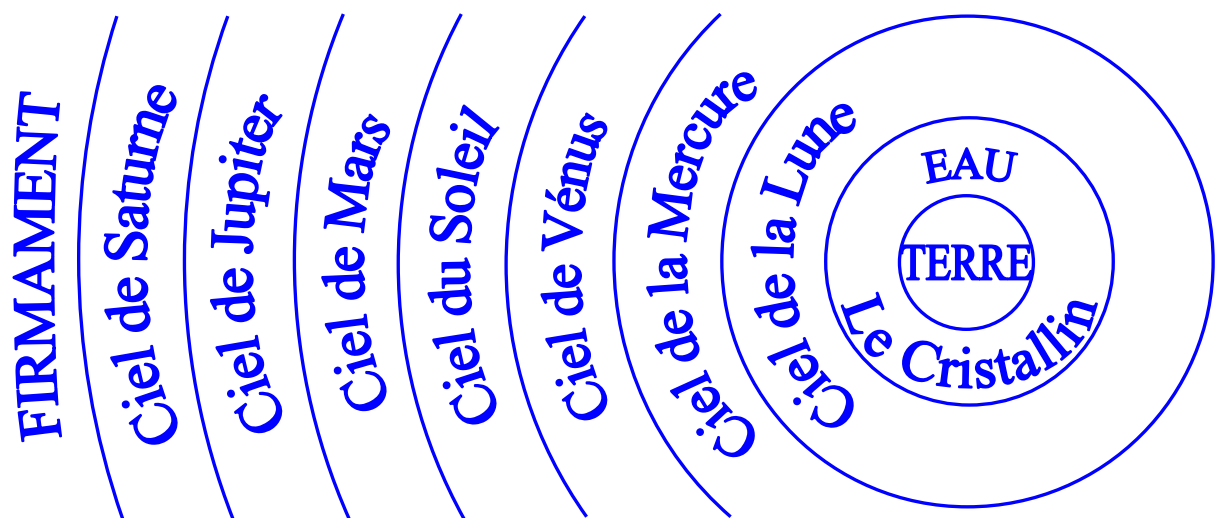 FIRMAMENT
Ciel de Saturne
Ciel de Jupiter
Ciel de Mars
Ciel du Soleil
Ciel de Vénus
Ciel de la Mercure
Ciel de la Lune
EAU
TERRE
Le Cristallin